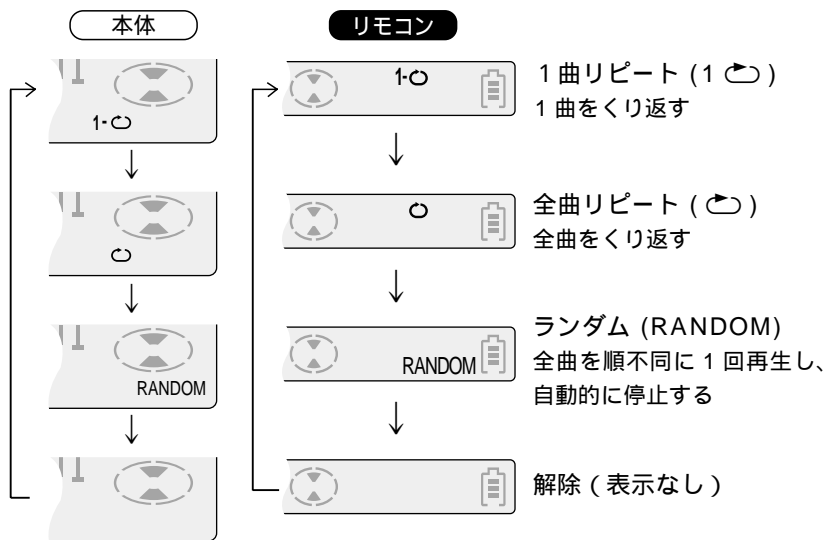 本体
リモコン
1-
1-
1曲リピート (1 )
1曲をくり返す
全曲リピート ( )
全曲をくり返す
ランダム (RANDOM)
全曲を順不同に1回再生し、
自動的に停止する
RANDOM
RANDOM
解除 ( 表示なし )